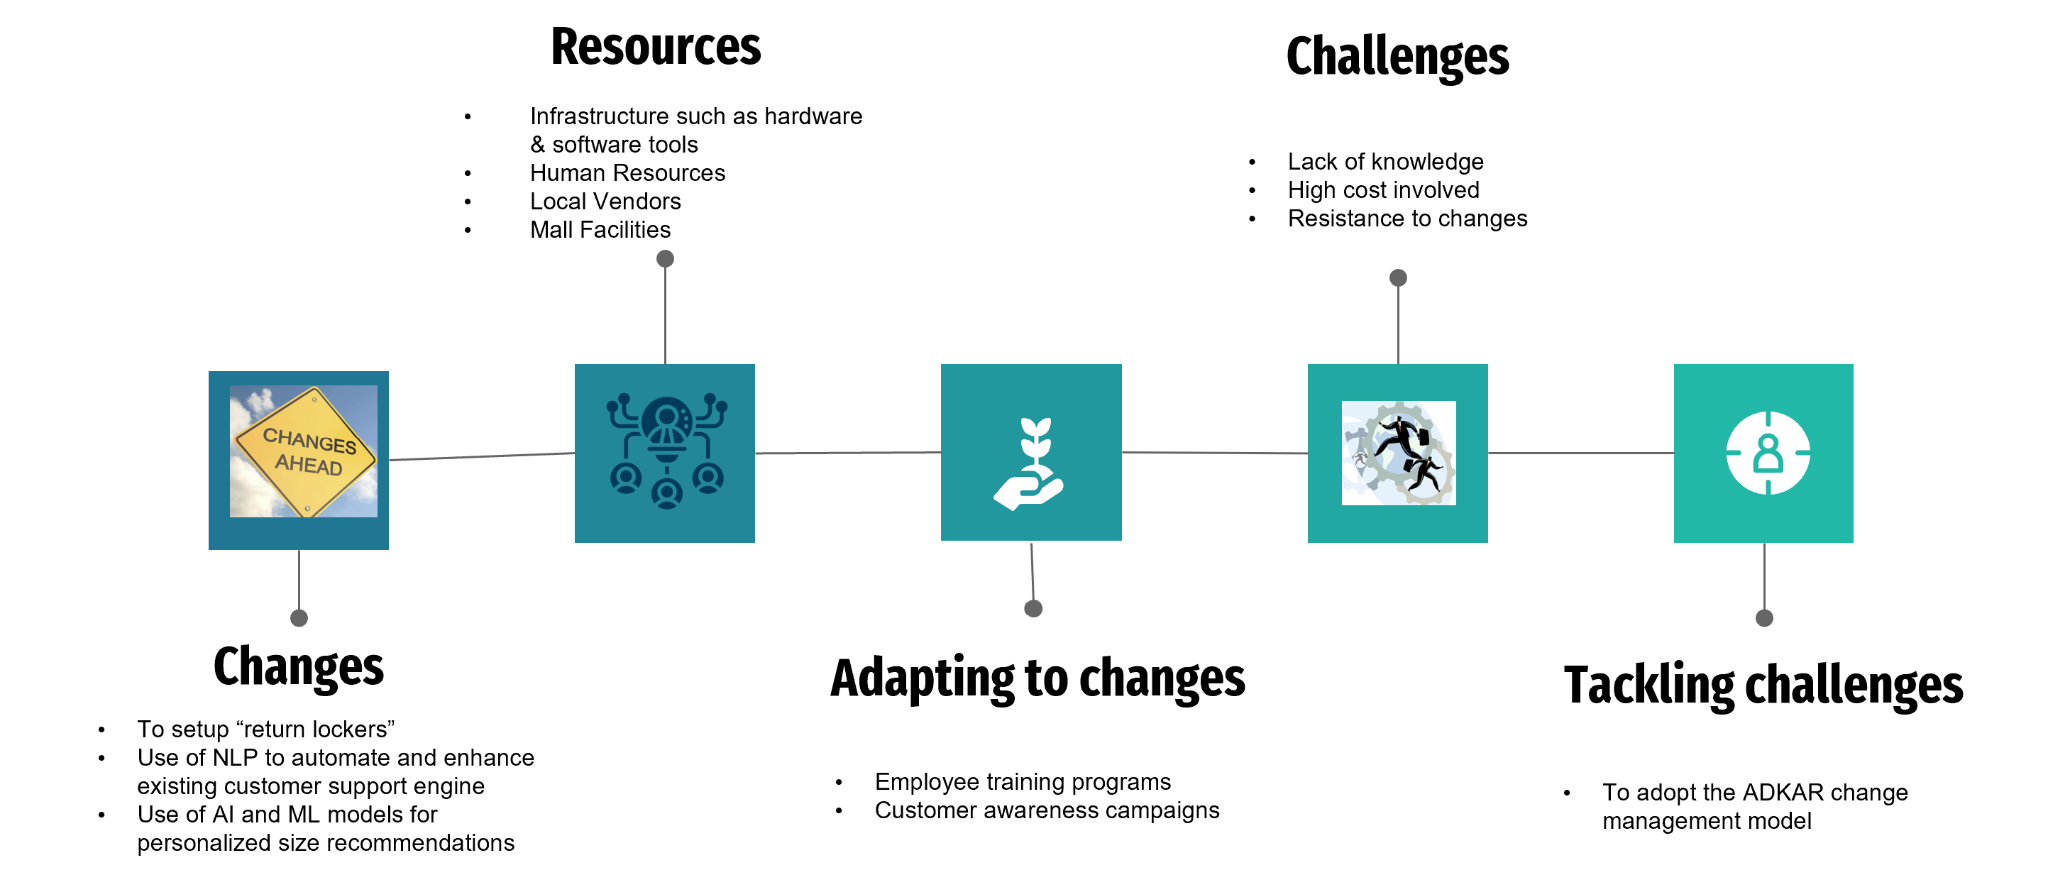 Resources
• Infrastructure such as hardware
& software tools
• Human Resources
• Local Vendors
• Mall Facilities
Challenges
• Lack of knowledge
• High cost involved
• Resistance to changes
CHANGES
AHEAD
Changes
• To setup “return lockers”
• Use of NLP to automate and enhance
existing customer support engine
• Use of AI and ML models for
personalized size recommendations
Adapting to changes
• Employee training programs
• Customer awareness campaigns
Tackling challenges
• To adopt the ADKAR change
management model